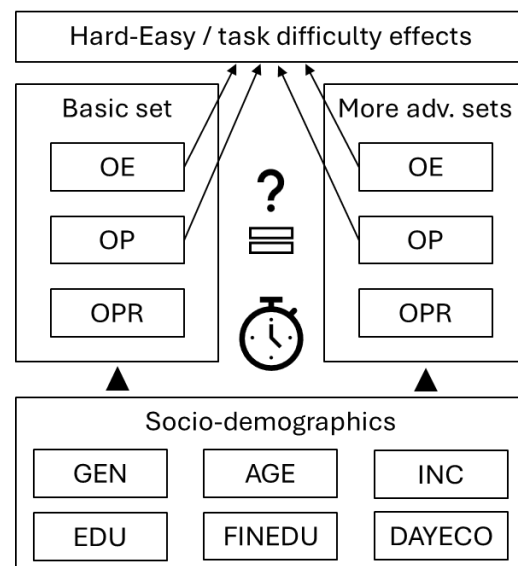 Hard-Easy / task difficulty effects
Basic set
More adv. sets
OE
OE
?
OP
OP
=
OPR
OPR
Socio-demographics
GEN
AGE
INC
EDU
FINEDU
DAYECO